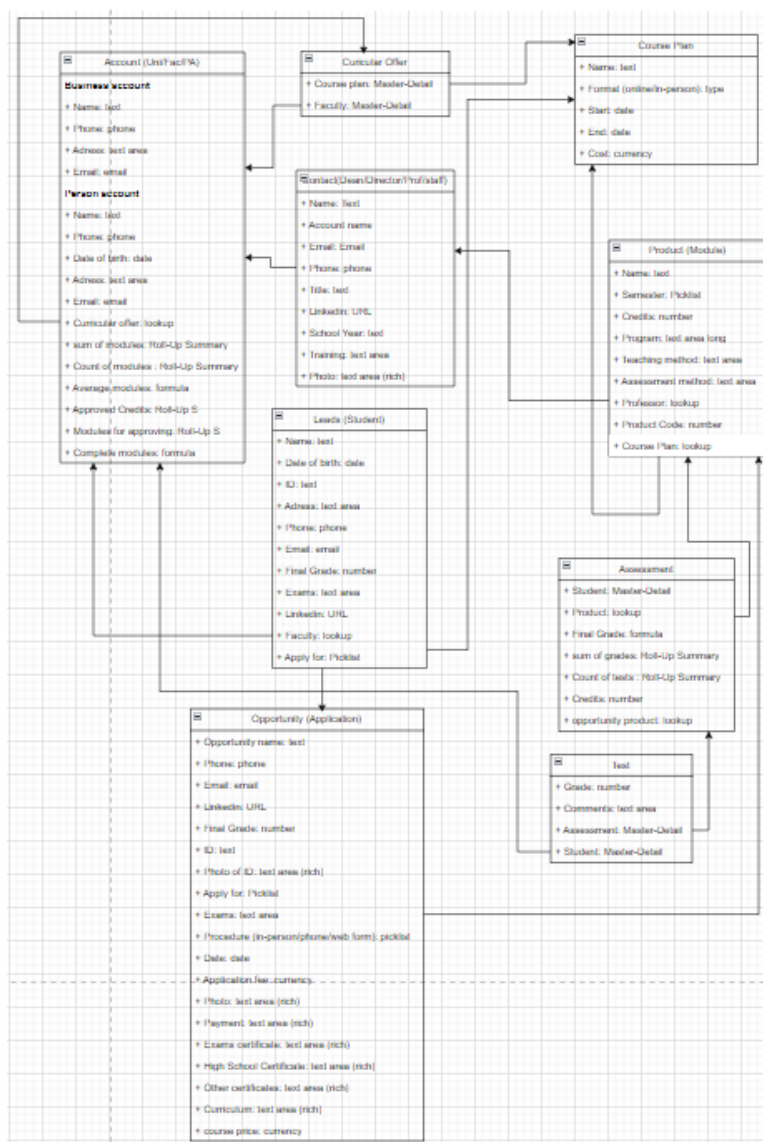 Account (Uni/Fac/PA)
Business account
+ Name: text
+ Phone: phone
+ Adress: text area
+ Email: email
Person account
+ Name: text
+ Phone: phone
+ Date of birth: date
+ Adress: text area
+ Email: email
+ Curricular offer: lookup
+ sum of modules: Roll-Up Summary
+ Count of modules : Roll-Up Summary
+ Average modules: formula
+ Approved Credits: Roll-Up S
+ Modules for approving: Roll-Up S
+ Complete modules: formula
Curicular Offer
+ Course plan: Master-Detail
+ Faculty: Master-Detail
Course Plan
+ Name: text
+ Format (online/in-person): type
+ Start: date
+ End: date
+ Cost: currency
Contact(Dean/Director/Prof/staff)
+ Name: Text
+ Account name
+ Email: Email
+ Phone: phone
+ Title: text
+ Linkedin: URL
+ School Year: text
+ Training: text area
+ Photo: text area (rich)
Product (Module)
+ Name: text
+ Semester: Picklist
+ Credits: number
+ Program: text area long
+ Teaching method: text area
+ Assessment method: text area
+ Professor: lookup
+ Product Code: number
+ Course Plan: lookup
Leads (Student)
+ Name: text
+ Date of birth: date
+ ID: text
+ Adress: text area
+ Phone: phone
+ Email: email
+ Final Grade: number
+ Exams: text area
+ Linkedin: URL
+ Faculty: lookup
+ Apply for: Picklist
Assessment
+ Student: Master-Detail
+ Product: lookup
+ Final Grade: formula
+ sum of grades: Roll-Up Summary
+ Count of tests : Roll-Up Summary
+ Credits: number
+ opportunity product: lookup
Opportunity (Application)
+ Opportunity name: text
+ Phone: phone
+ Email: email
+ Linkedin: URL
+ Final Grade: number
+ ID: text
+ Photo of ID: text area (rich)
+ Apply for: Picklist
+ Exams: text area
+ Procedure (in-person/phone/web form): picklist
+ Date: date
+ Application fee: currency
+ Photo: text area (rich)
+ Payment: text area (rich)
+ Exams certificate: text area (rich)
+ High School Certificate: text area (rich)
+ Other certificates: text area (rich)
+ Curriculum: text area (rich)
+ course price: currency
Test
+ Grade: number
+ Comments: text area
+ Assessment: Master-Detail
+ Student: Master-Detail